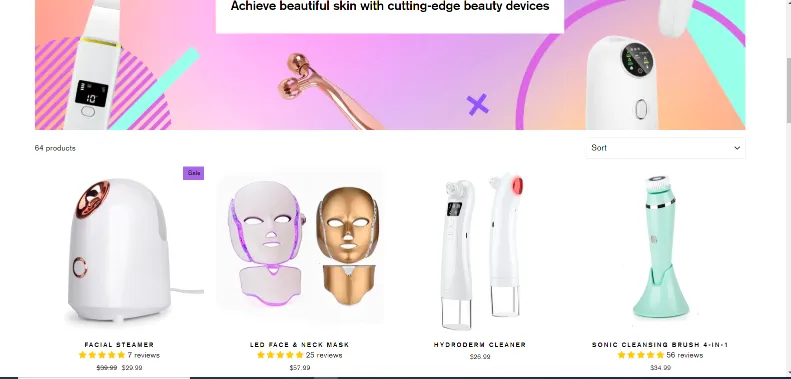 Achieve beautiful skin with cutting-edge beauty devices
10
64 products
Sort
Sale
FACIAL STEAMER
7 reviews
$39.99 $29.99
LED FACE & NECK MASK
25 reviews
$57.99
HYDRODERM CLEANER
$26.99
SONIC CLEANSING BRUSH 4-IN-1
56 reviews
$34.99